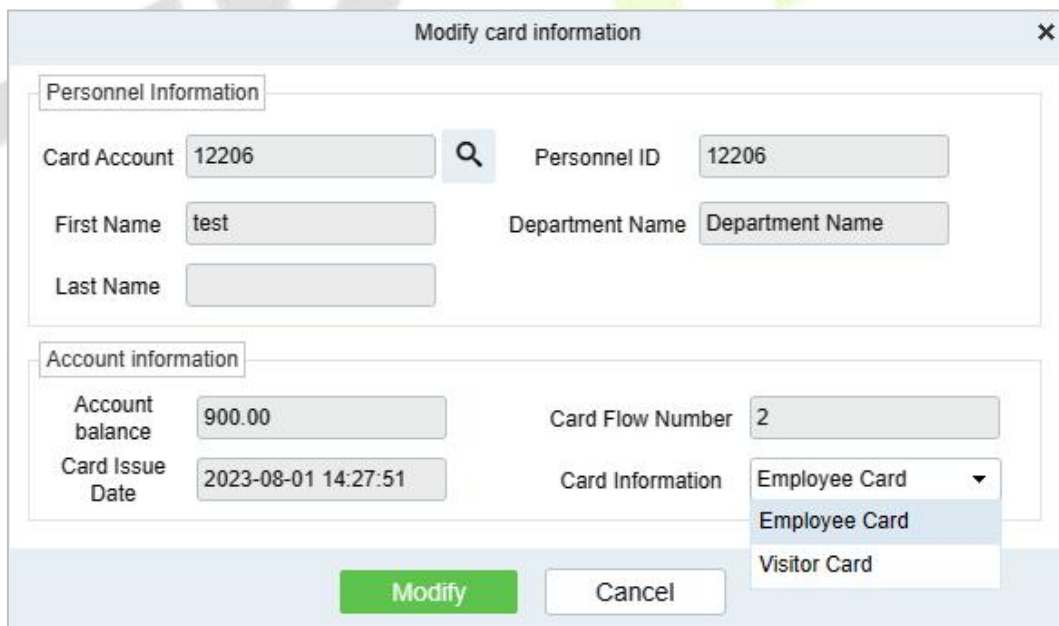 Modify card information
Personnel Information
Card Account 12206 Personnel ID 12206
First Name test Department Name Department Name
Last Name
Account information
Account balance 900.00 Card Flow Number 2
Card Issue Date 2023-08-01 14:27:51 Card Information Employee Card
Employee Card
Visitor Card
Modify Cancel